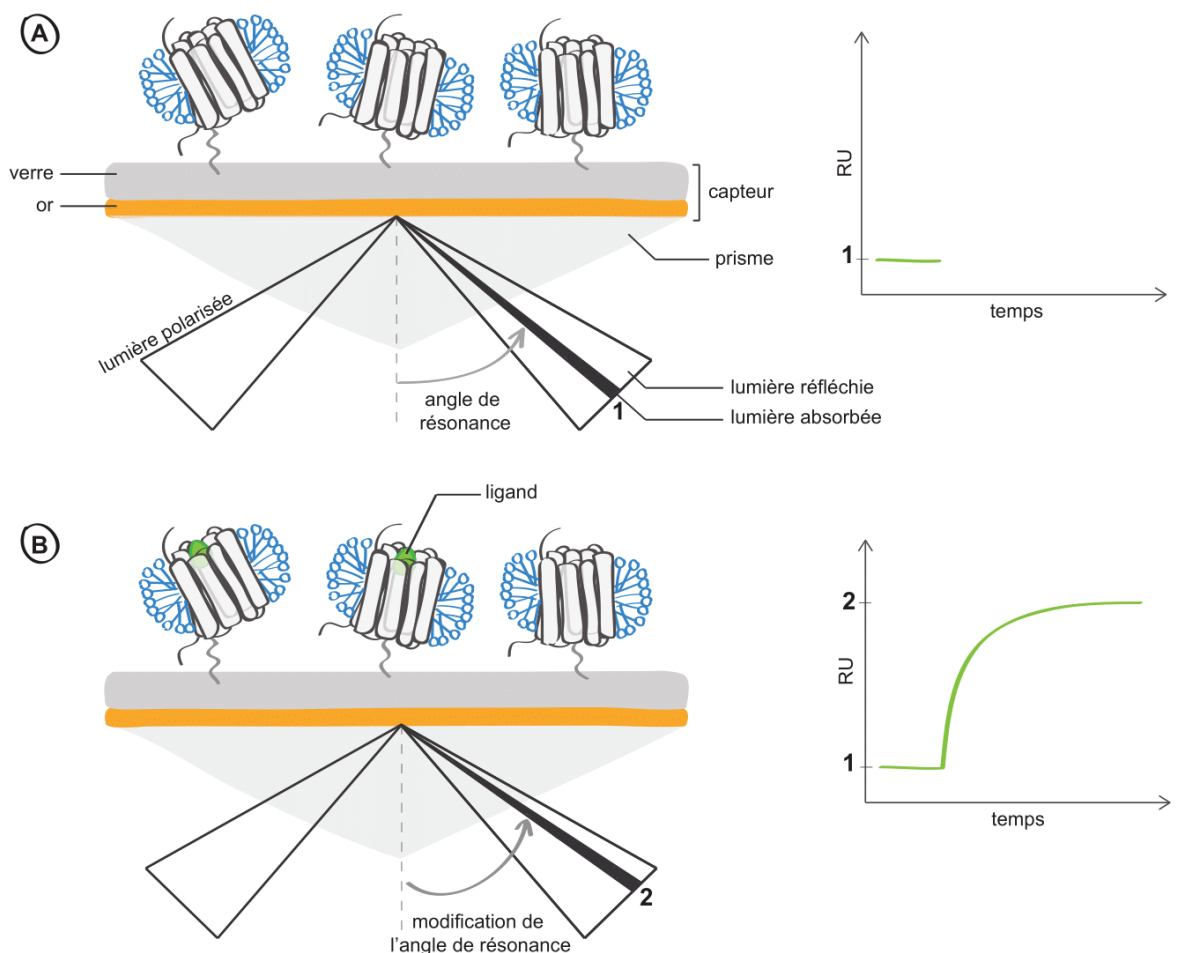 A
verre
or
capteur
prisme
lumière polarisée
angle de
résonance
1
lumière réfléchie
lumière absorbée
RU
1
temps
B
ligand
2
modification de
l'angle de résonance
RU
2
1
temps